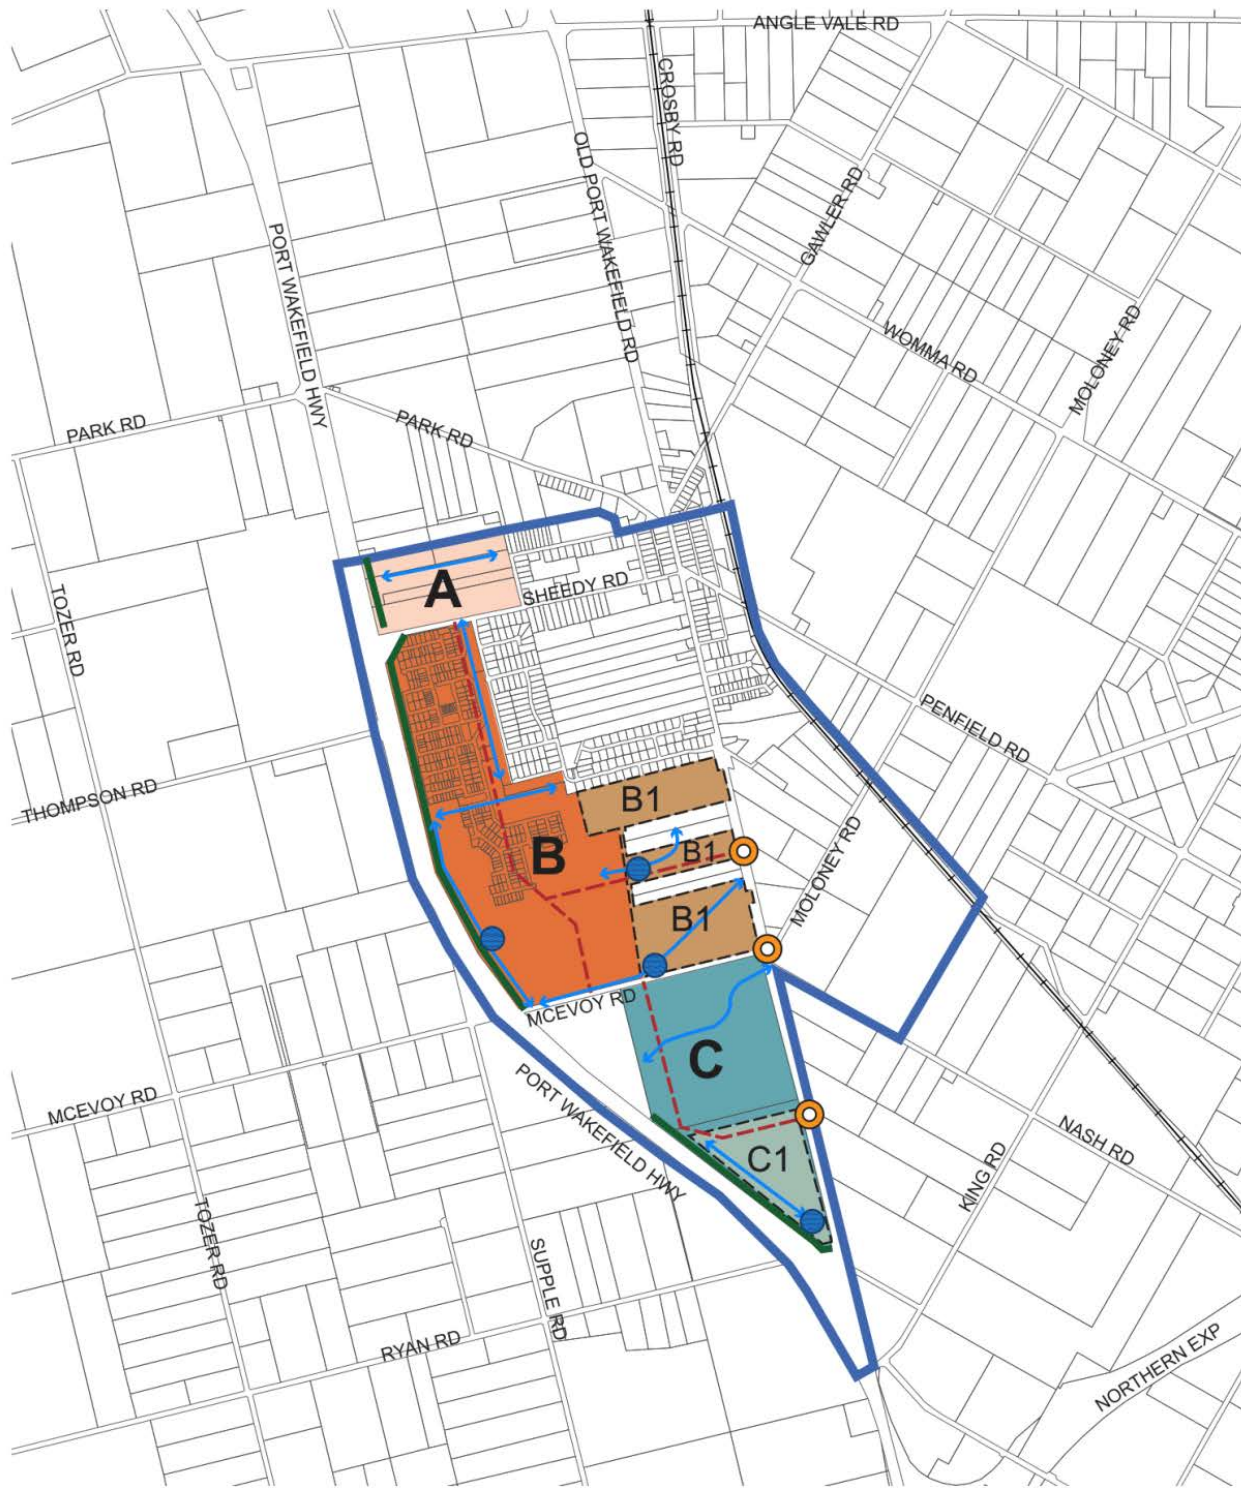 ANGLE VALE RD
CROSBY RD
OLD PORT WAKEFIELD RD
GAWLER RD
PORT WAKEFIELD HWY
MOLONEY RD
WOMMA RD
PARK RD
PARK RD
A
SHEEDY RD
TOZER RD
PENFIELD RD
THOMPSON RD
B1
B
B1
MOLONEY RD
B1
MCEVOY RD
C
MCEVOY RD
PORT WAKEFIELD HWY
NASH RD
C1
KING RD
TOZER RD
SUPPLE RD
RYAN RD
NORTHERN EXP